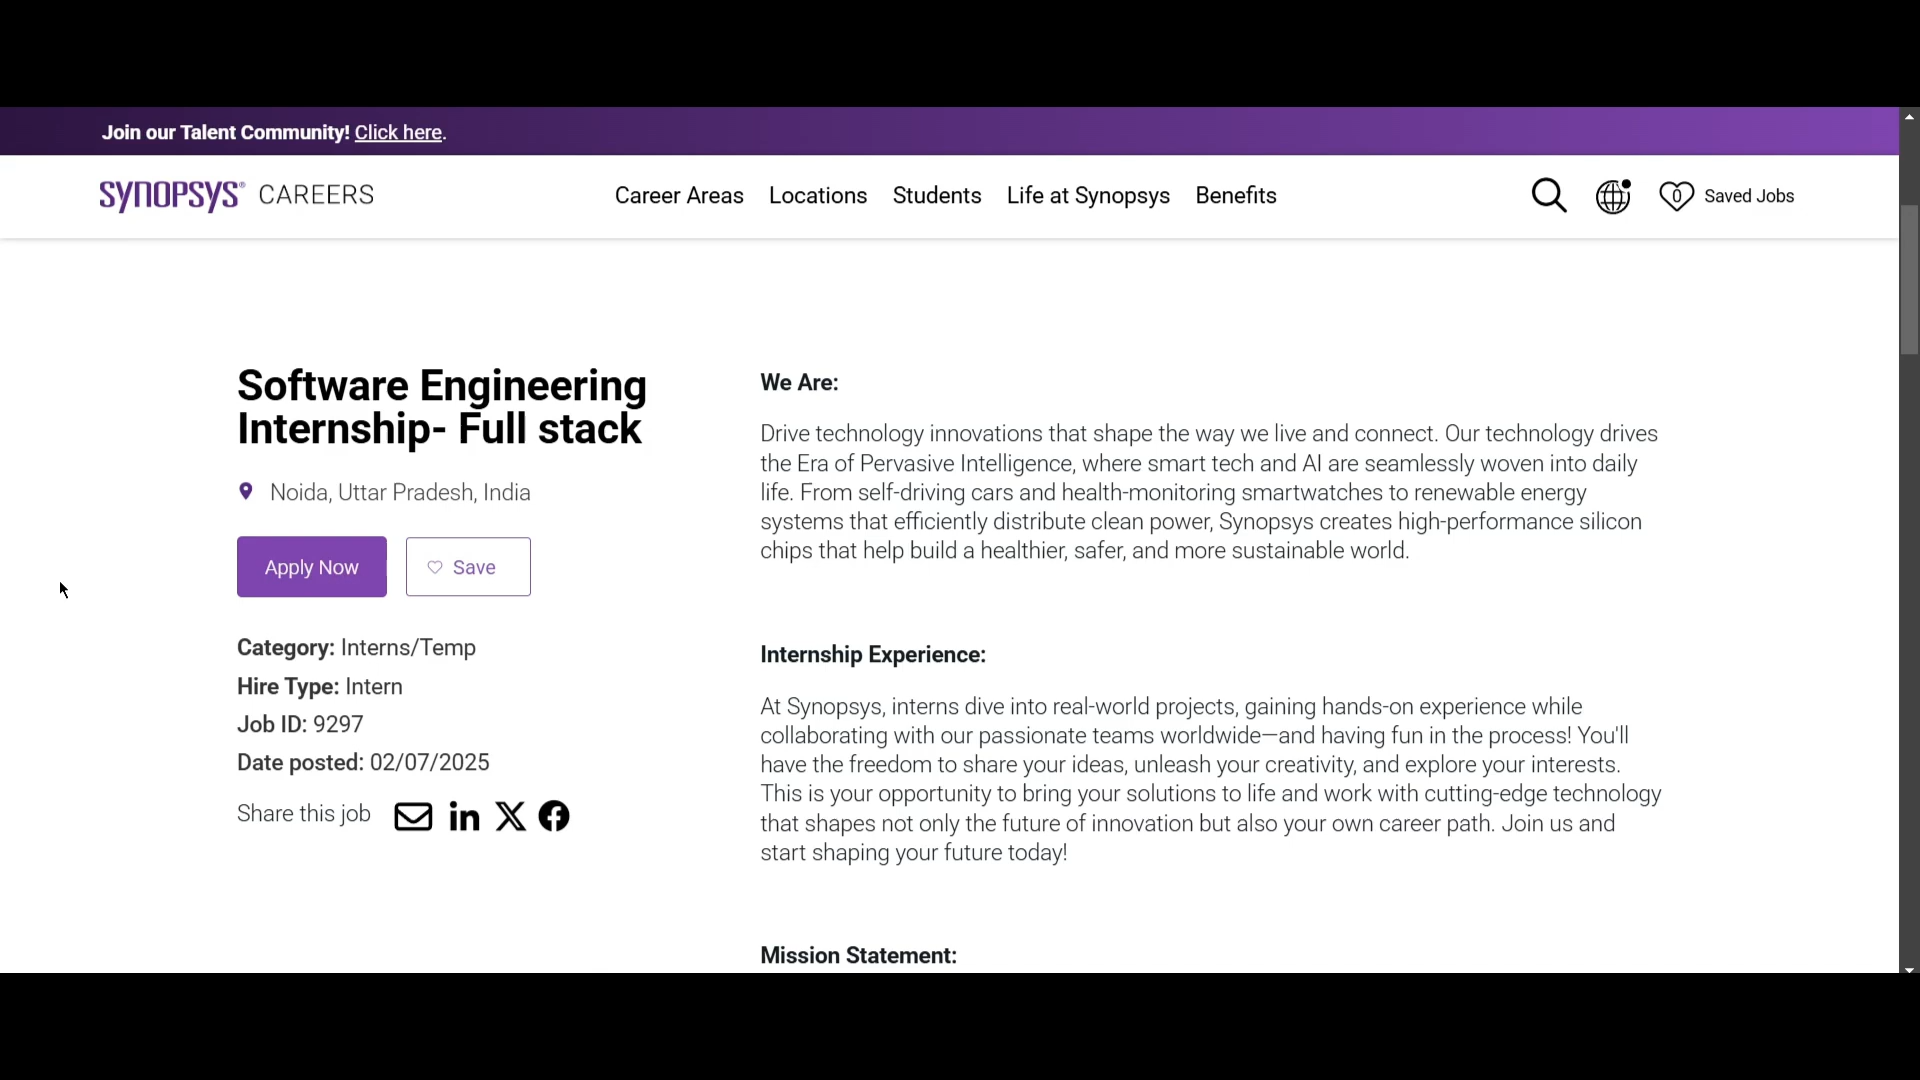 Join our Talent Community! Click here.
SYNOPSYS® CAREERS
Career Areas
Locations
Students
Life at Synopsys
Benefits
0
Saved Jobs
Software Engineering
Internship- Full stack
Noida, Uttar Pradesh, India
Apply Now
Save
Category: Interns/Temp
Hire Type: Intern
Job ID: 9297
Date posted: 02/07/2025
Share this job
We Are:
Drive technology innovations that shape the way we live and connect. Our technology drives
the Era of Pervasive Intelligence, where smart tech and AI are seamlessly woven into daily
life. From self-driving cars and health-monitoring smartwatches to renewable energy
systems that efficiently distribute clean power, Synopsys creates high-performance silicon
chips that help build a healthier, safer, and more sustainable world.
Internship Experience:
At Synopsys, interns dive into real-world projects, gaining hands-on experience while
collaborating with our passionate teams worldwide—and having fun in the process! You'll
have the freedom to share your ideas, unleash your creativity, and explore your interests.
This is your opportunity to bring your solutions to life and work with cutting-edge technology
that shapes not only the future of innovation but also your own career path. Join us and
start shaping your future today!
Mission Statement: